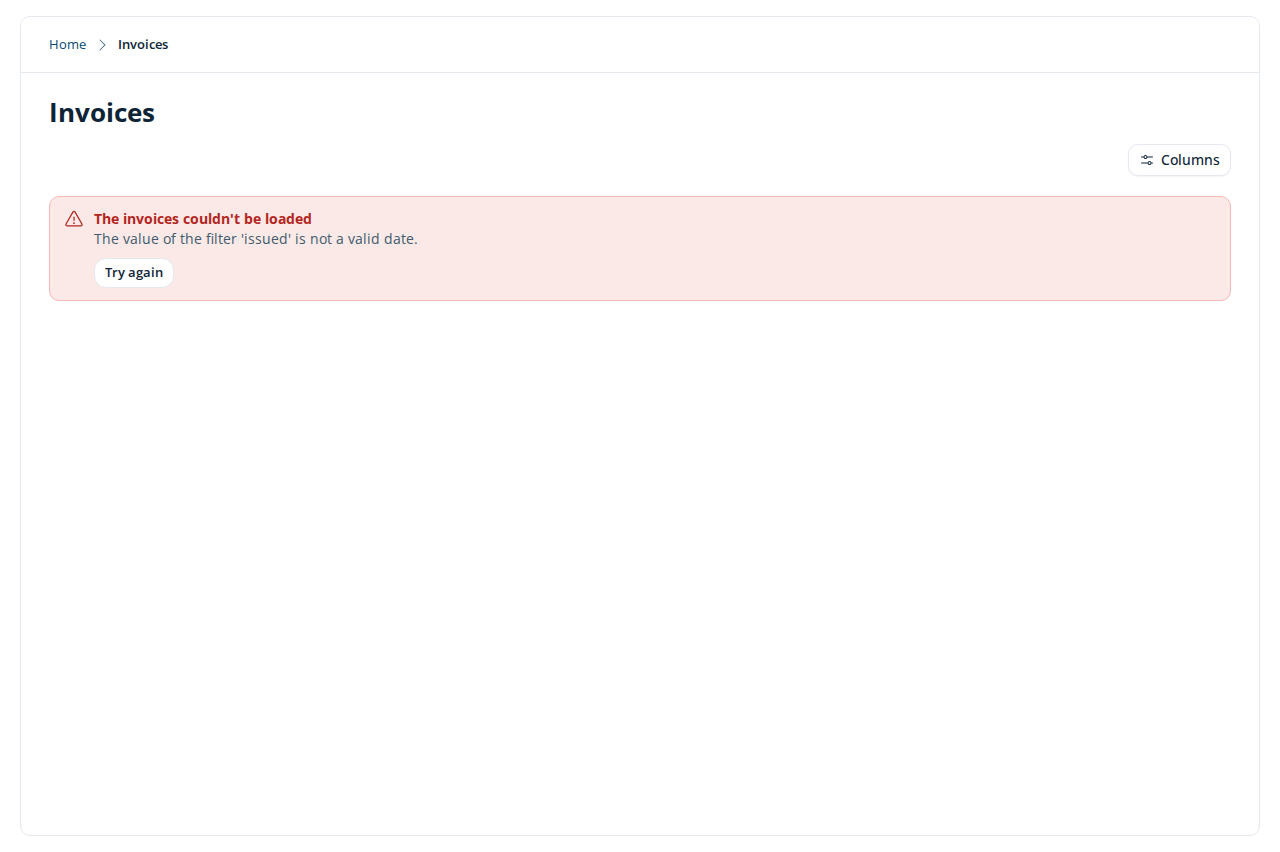 Home Invoices
Invoices
Columns
The invoices couldn't be loaded
The value of the filter 'issued' is not a valid date.
Try again